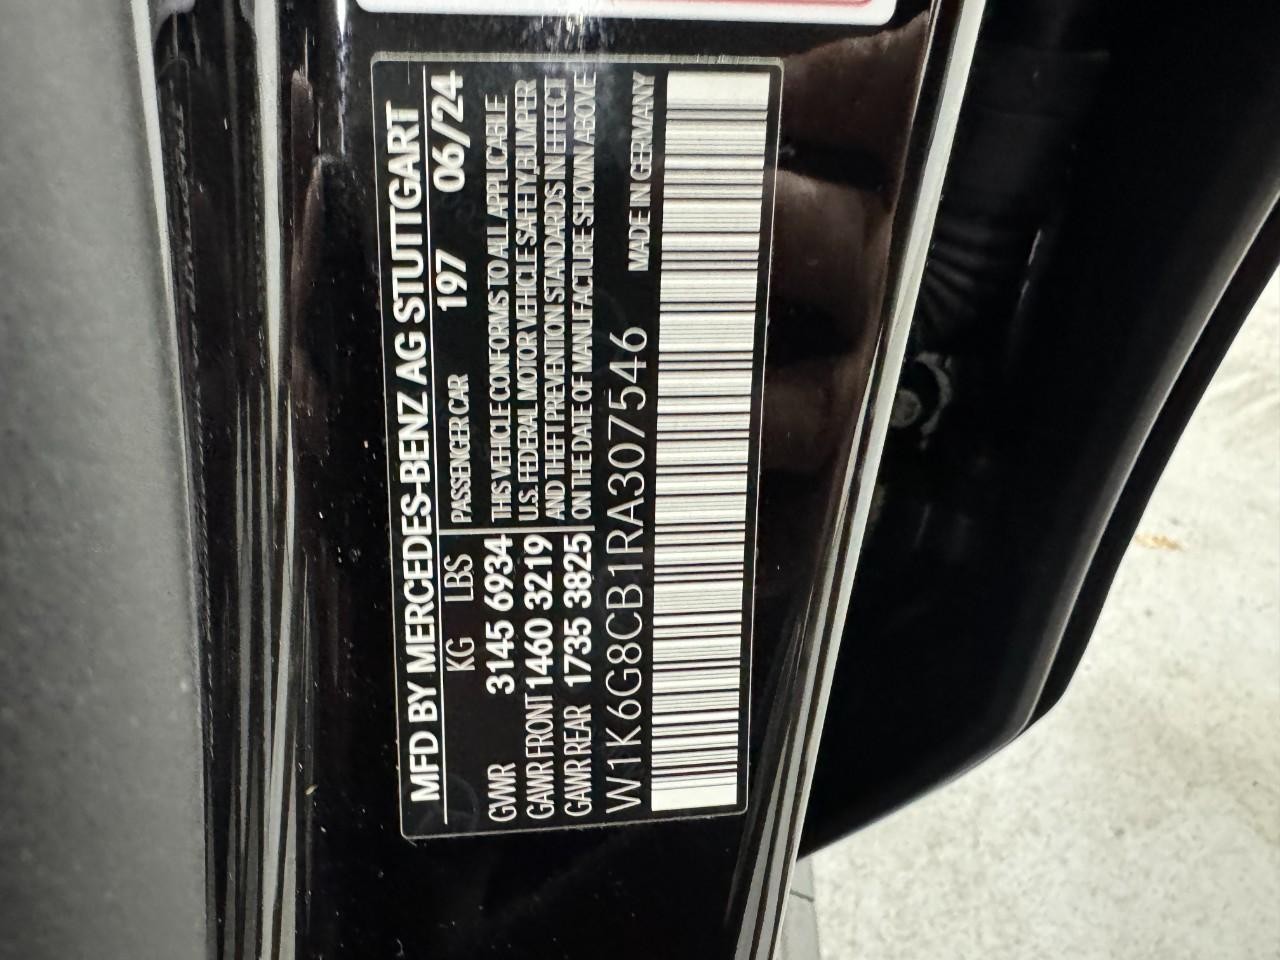 MFD BY MERCEDES-BENZ AG STUTTGART
KG LBS PASSENGER CAR 197 06/24
GVWR 3145 6934 THIS VEHICLE CONFORMS TO ALL APPLICABLE
U.S. FEDERAL MOTOR VEHICLE SAFETY,BUMPER
GAWR FRONT 1460 3219 AND THEFT PREVENTION STANDARDS IN EFFECT
GAWR REAR 1735 3825 ON THE DATE OF MANUFACTURE SHOWN ABOVE
W1K6G8CB1RA307546 MADE IN GERMANY